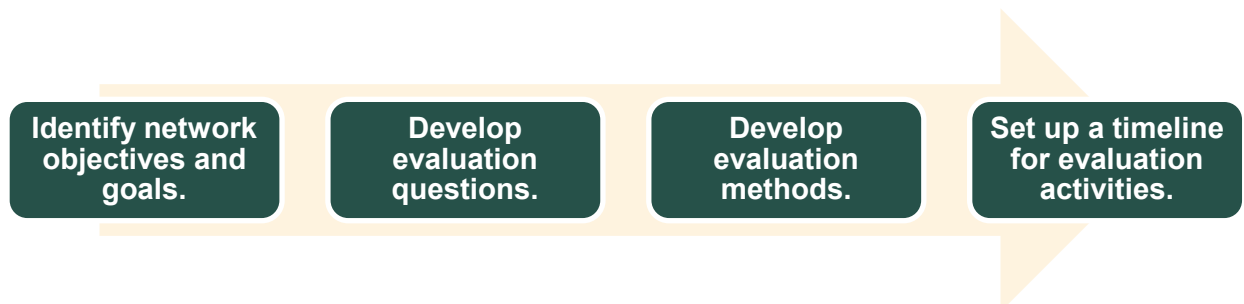 Identify network
objectives and
goals.
Develop
evaluation
questions.
Develop
evaluation
methods.
Set up a timeline
for evaluation
activities.